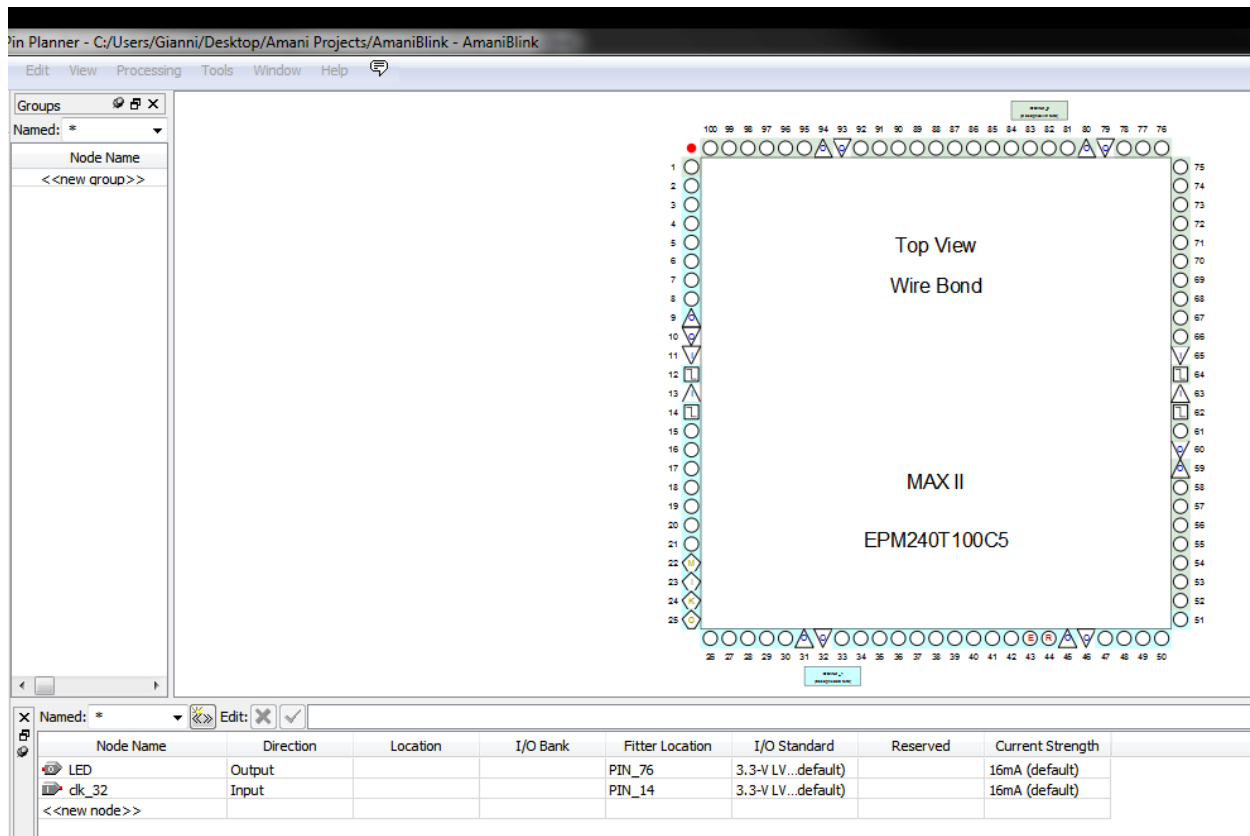 Pin Planner - C:/Users/Gianni/Desktop/Amani Projects/AmaniBlink - AmaniBlink
Edit View Processing Tools Window Help
Groups
Named: *
Node Name
<<new group>>
100 99 98 97 96 95 94 93 92 91 90 89 88 87 86 85 84 83 82 81 80 79 78 77 76
1 75
2 74
3 73
4 72
5 71
6 70
7 69
8 68
9 67
10 66
11 65
12 64
13 63
14 62
15 61
16 60
17 59
18 58
19 57
20 56
21 55
22 M 54
23 I 53
24 K 52
25 O 51
Top View
Wire Bond
MAX II
EPM240T100C5
E R
26 27 28 29 30 31 32 33 34 35 36 37 38 39 40 41 42 43 44 45 46 47 48 49 50
Named: * Edit:
Node Name Direction Location I/O Bank Fitter Location I/O Standard Reserved Current Strength
LED Output PIN_76 3.3-V LV...default) 16mA (default)
clk_32 Input PIN_14 3.3-V LV...default) 16mA (default)
<<new node>>